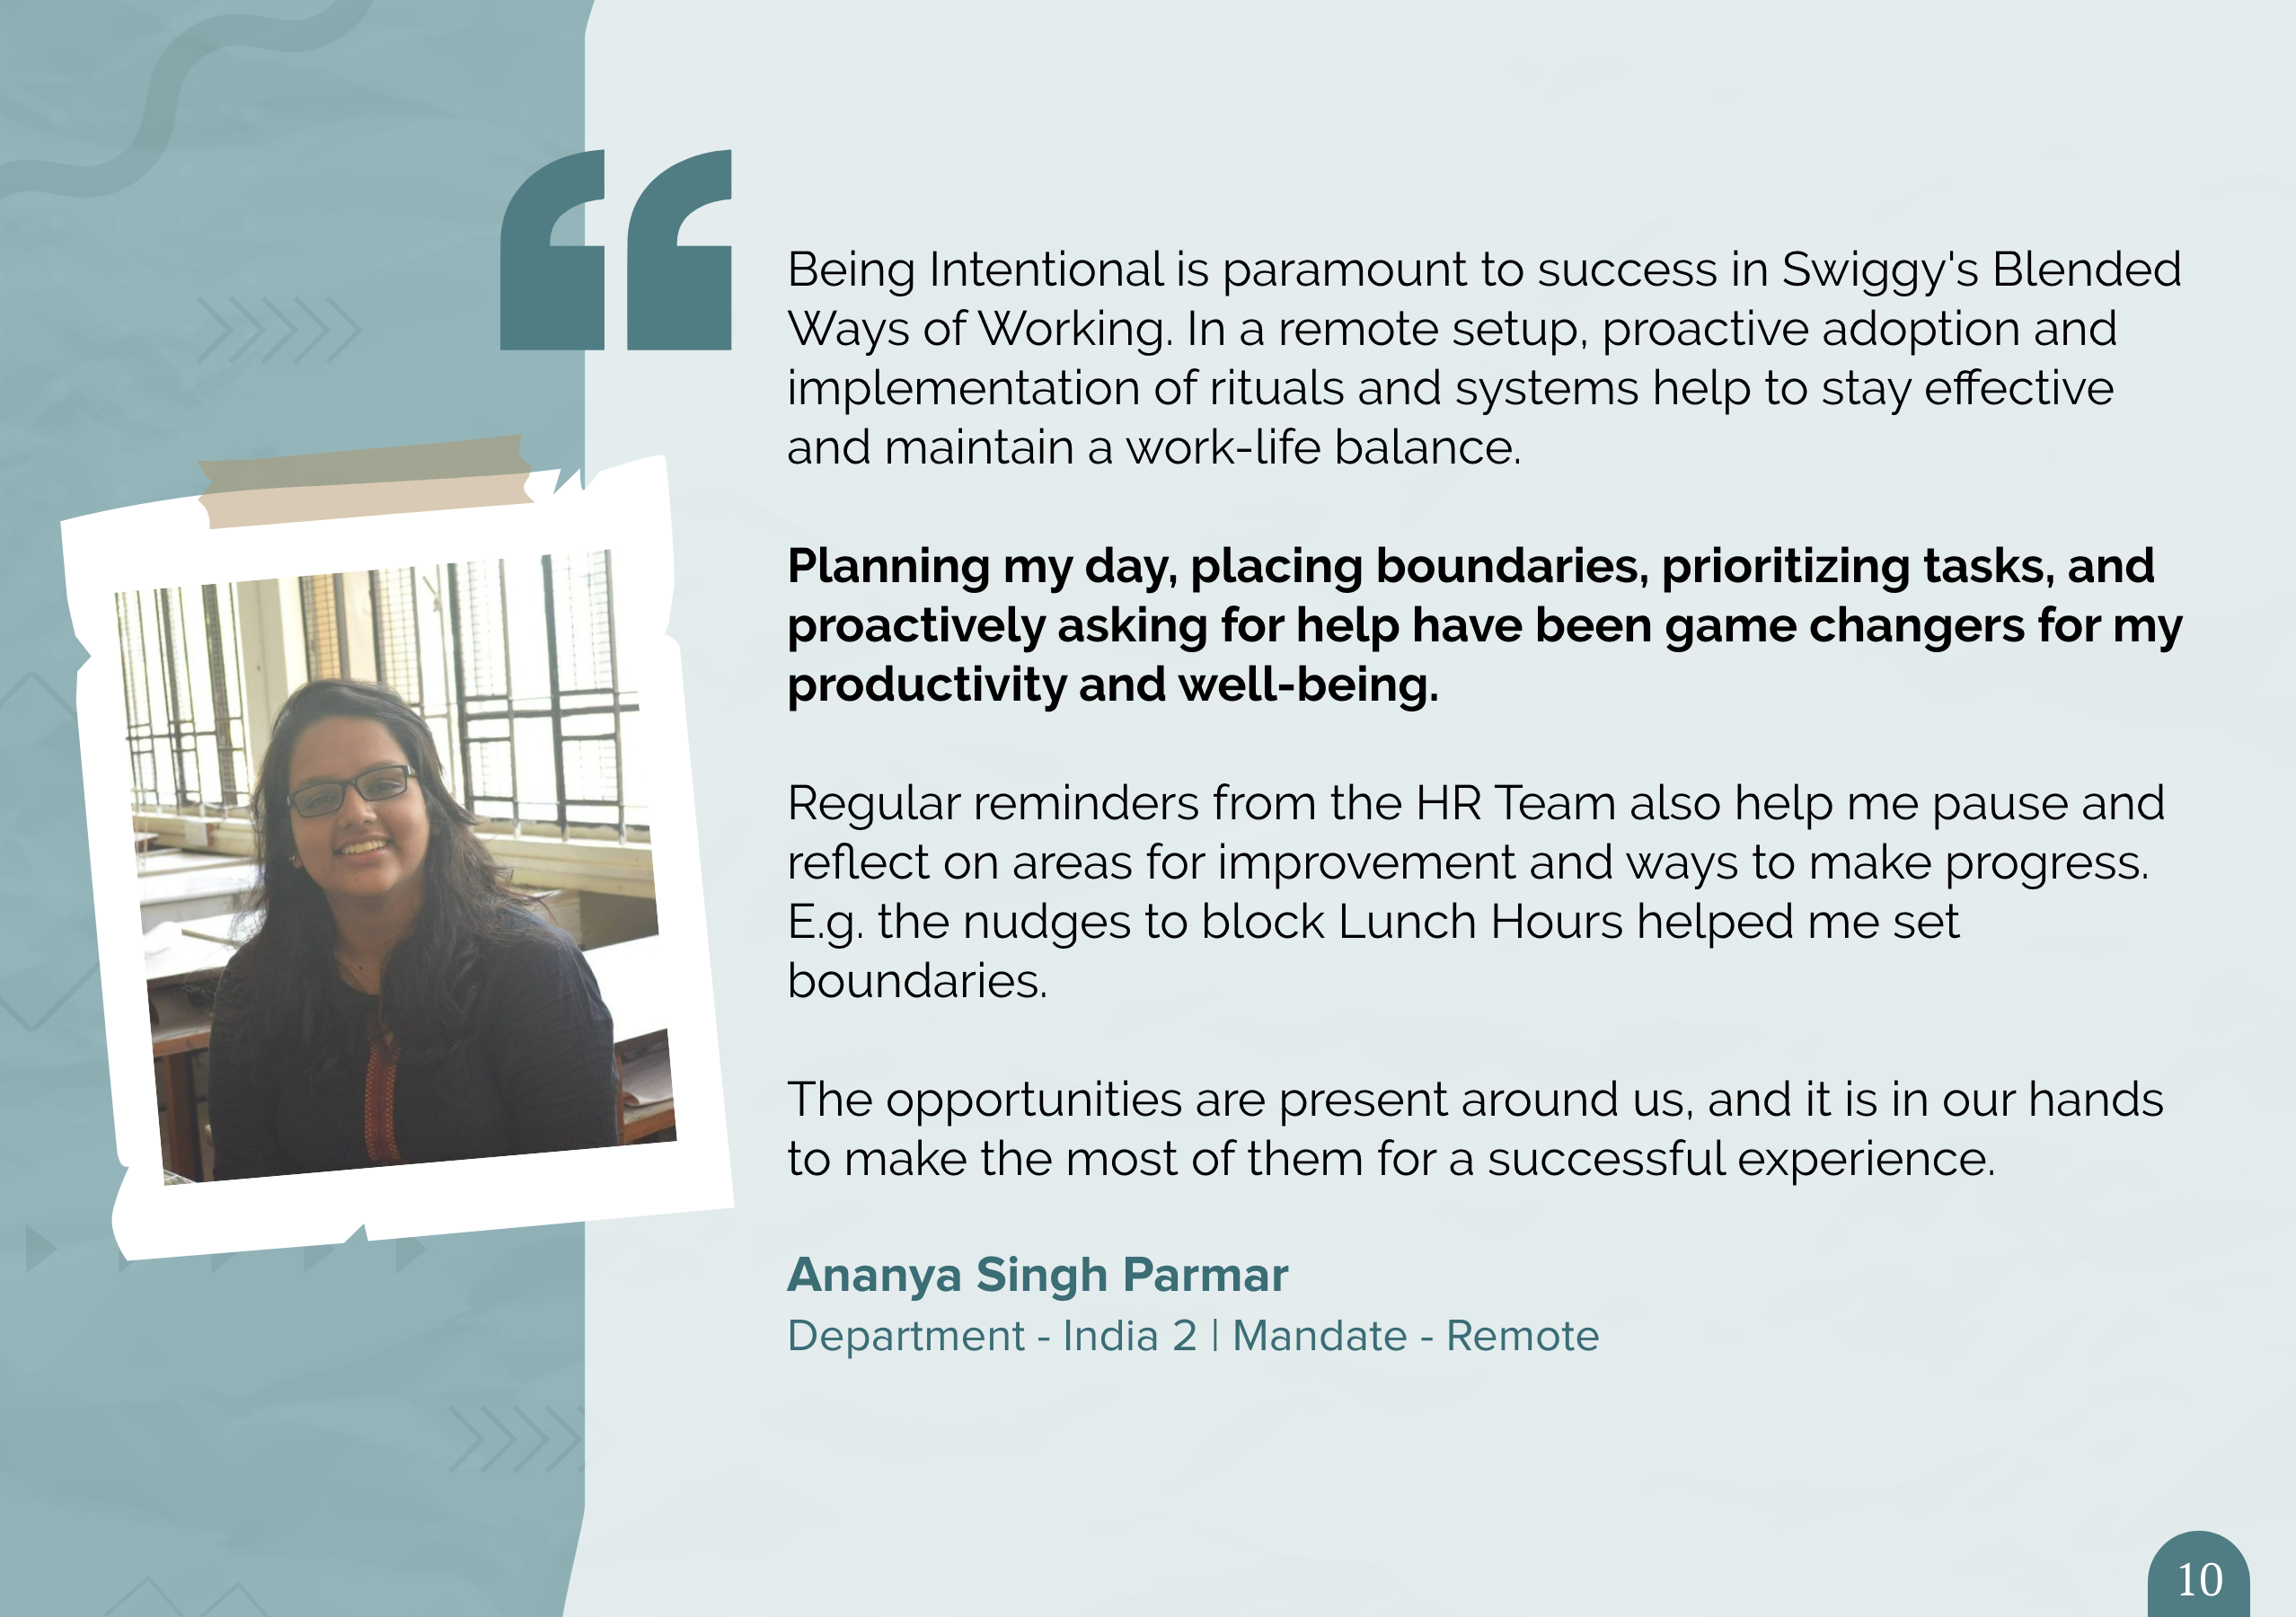 Being Intentional is paramount to success in Swiggy's Blended
Ways of Working. In a remote setup, proactive adoption and
implementation of rituals and systems help to stay effective
and maintain a work-life balance.
Planning my day, placing boundaries, prioritizing tasks, and
proactively asking for help have been game changers for my
productivity and well-being.
Regular reminders from the HR Team also help me pause and
reflect on areas for improvement and ways to make progress.
E.g. the nudges to block Lunch Hours helped me set
boundaries.
The opportunities are present around us, and it is in our hands
to make the most of them for a successful experience.
Ananya Singh Parmar
Department - India 2 | Mandate - Remote
10